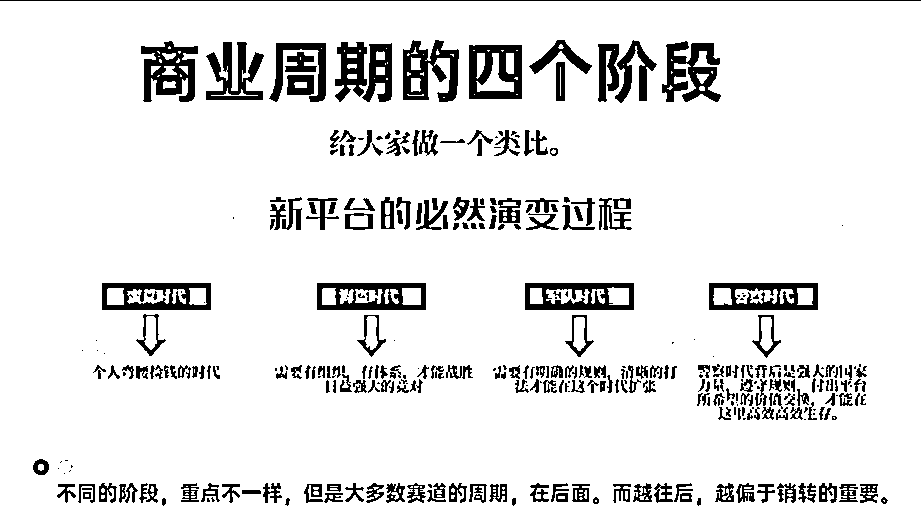 商业周期的四个阶段
给大家做一个类比。
新平台的必然演变过程
蛮荒时代
海盗时代
军队时代
警察时代
个人弯腰捡钱的时代
需要有组织,有体系,才能战胜
日益强大的竞对
需要有明确的规则,清晰的打
法才能在这个时代扩张
警察时代背后是强大的国家
力量,遵守规则,付出平台
所希望的价值交换,才能在
这里高效高效生存。
不同的阶段,重点不一样,但是大多数赛道的周期,在后面。而越往后,越偏于销转的重要。